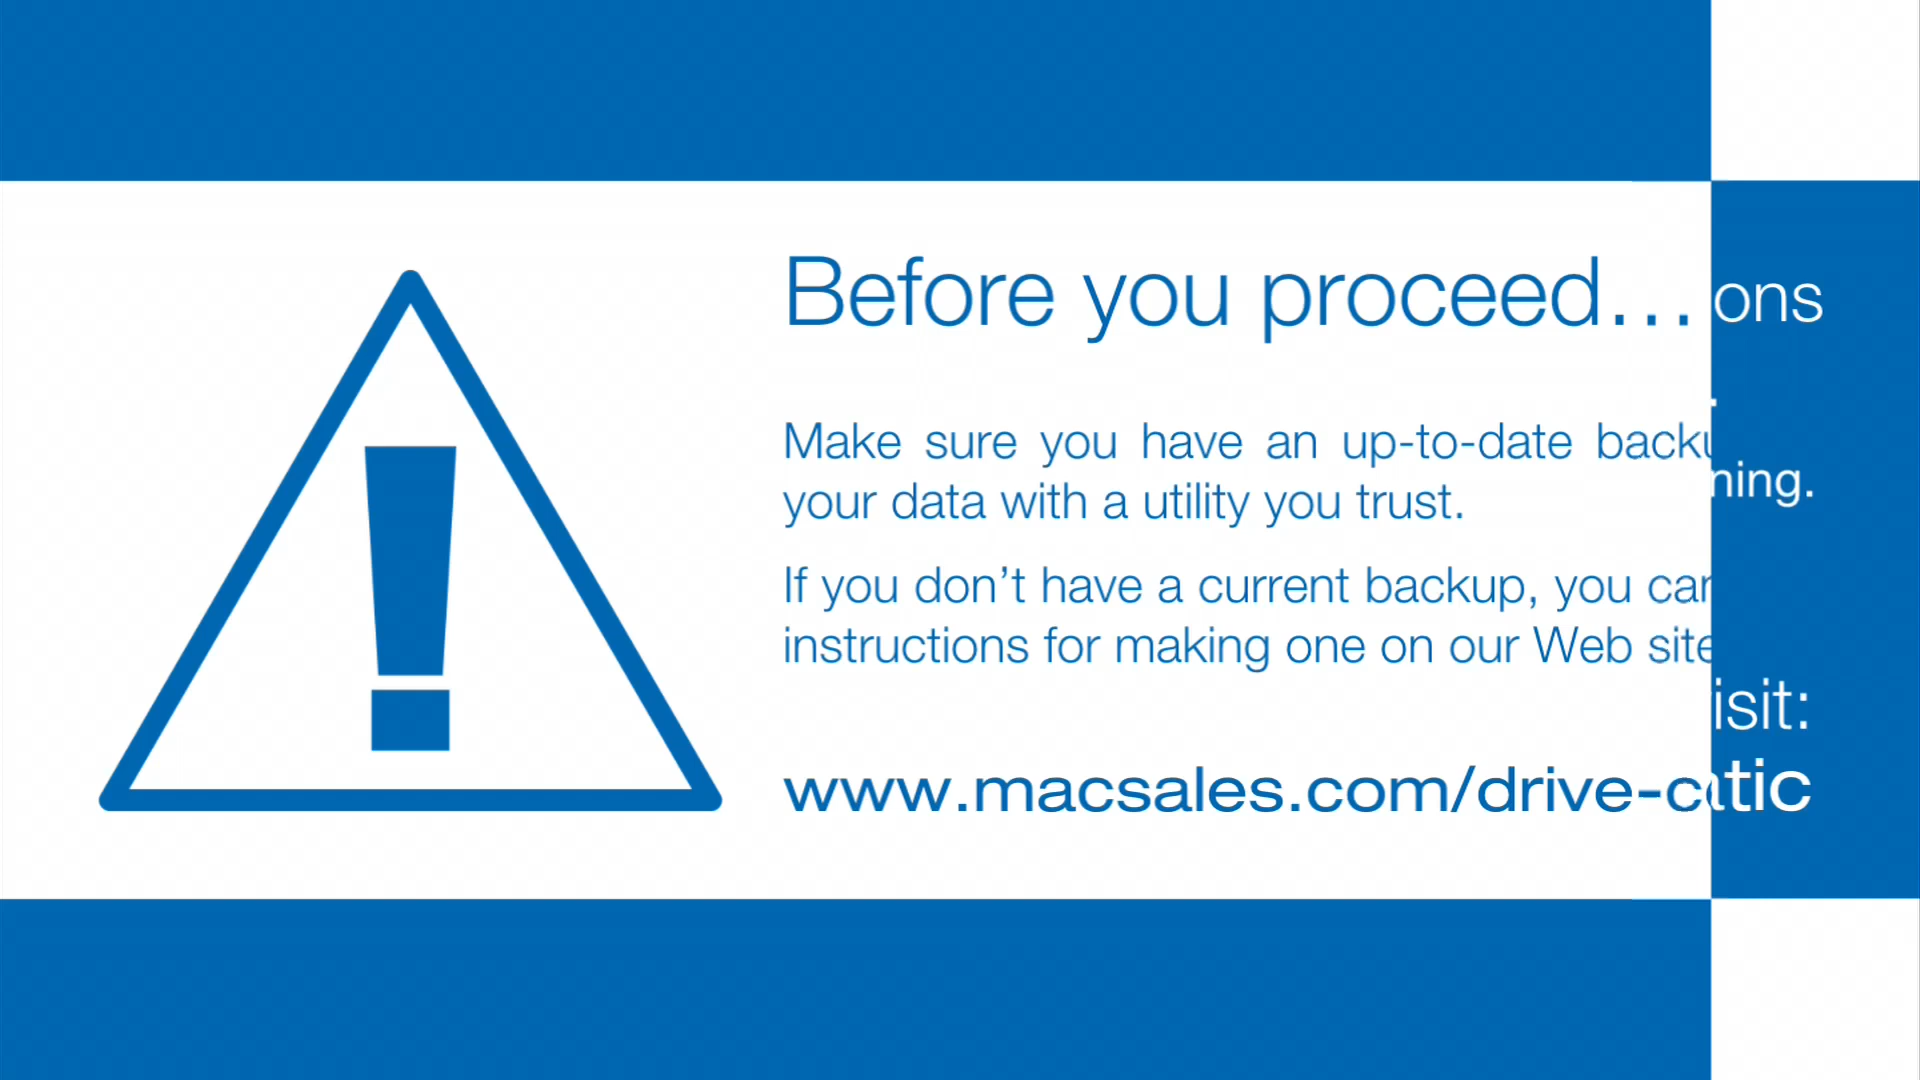 Before you proceed…
ons
Make sure you have an up-to-date
your data with a utility you trust.
ning.
If you don’t have a current backup, you
instructions for making one on our Web site
isit:
www.macsales.com/drive-
tic